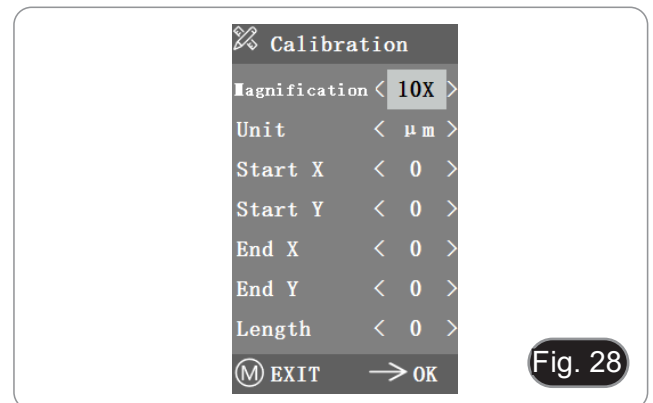 Calibration
Magnification < 10X >
Unit < μm >
Start X < 0 >
Start Y < 0 >
End X < 0 >
End Y < 0 >
Length < 0 >
M EXIT → OK
Fig. 28